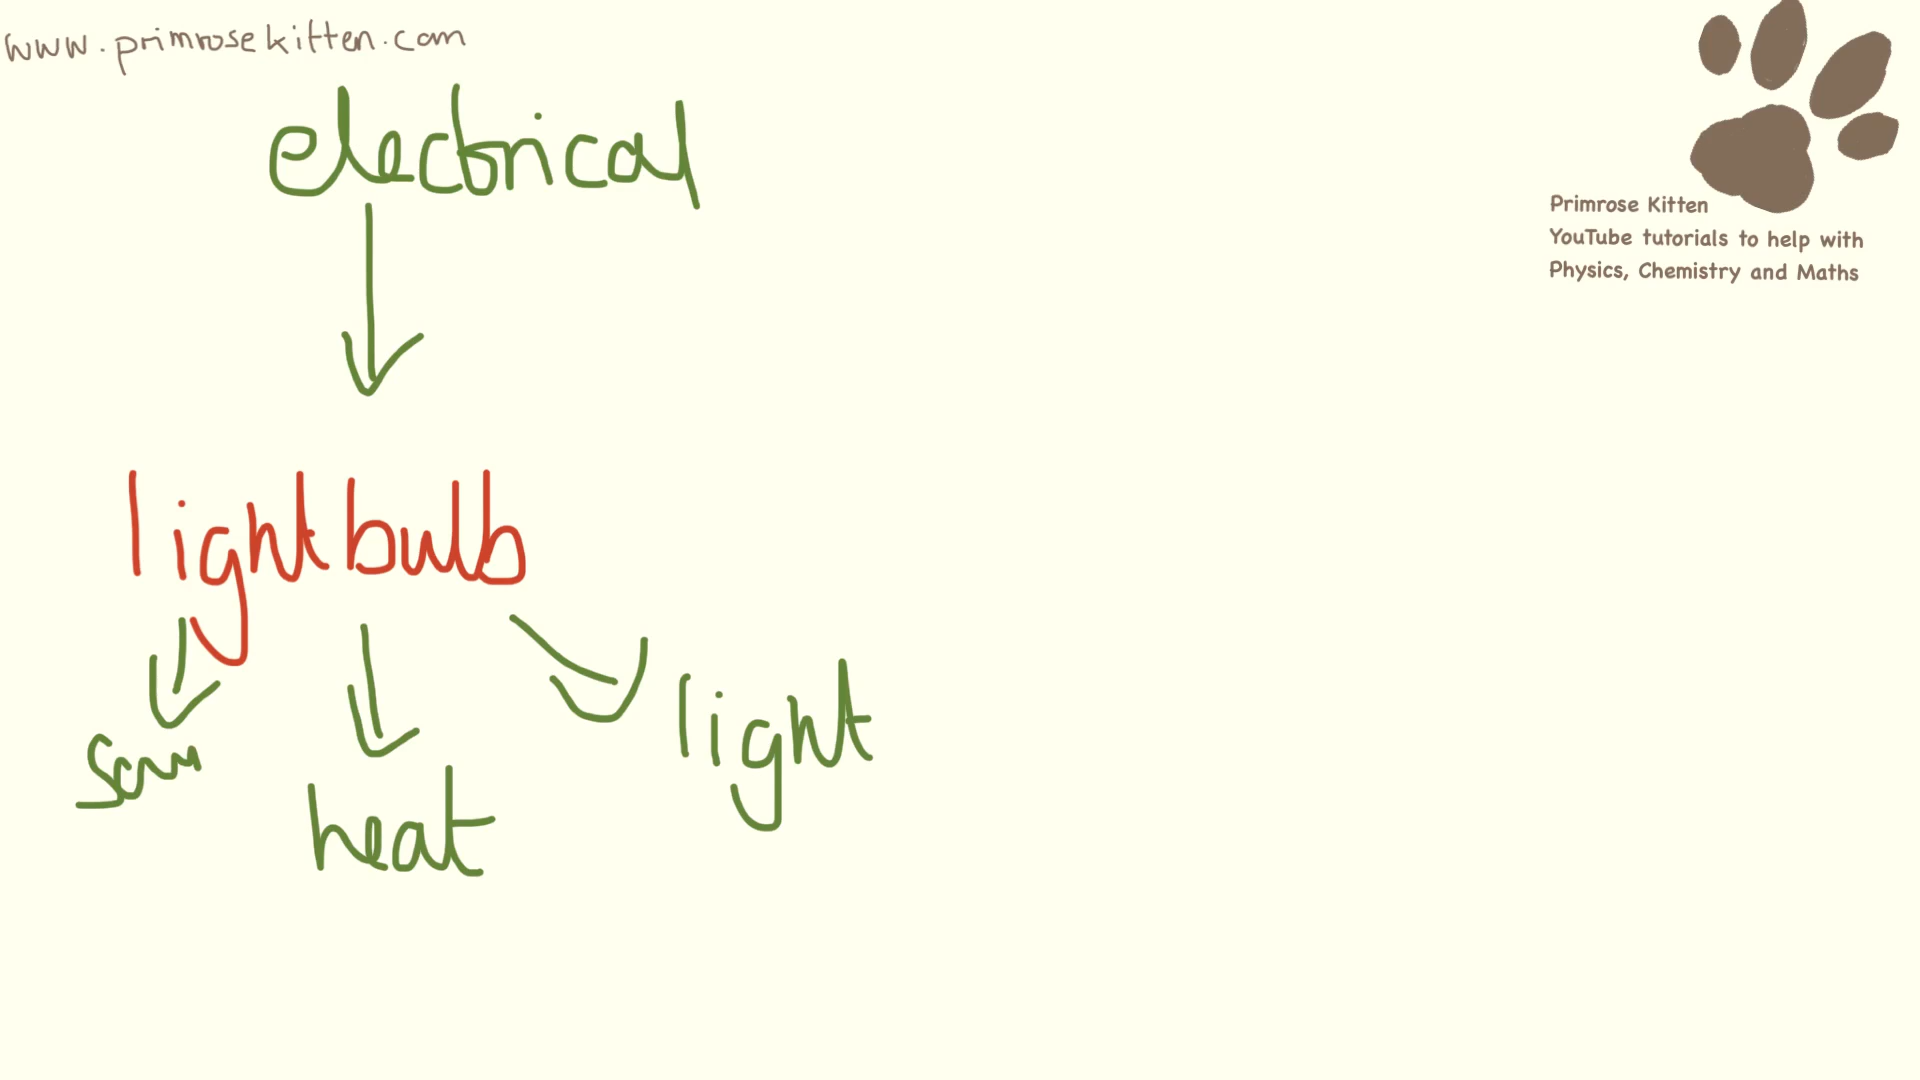 www.primrosekitten.com
electrical
Primrose Kitten
YouTube tutorials to help with
Physics, Chemistry and Maths
lightbulb
light
heat